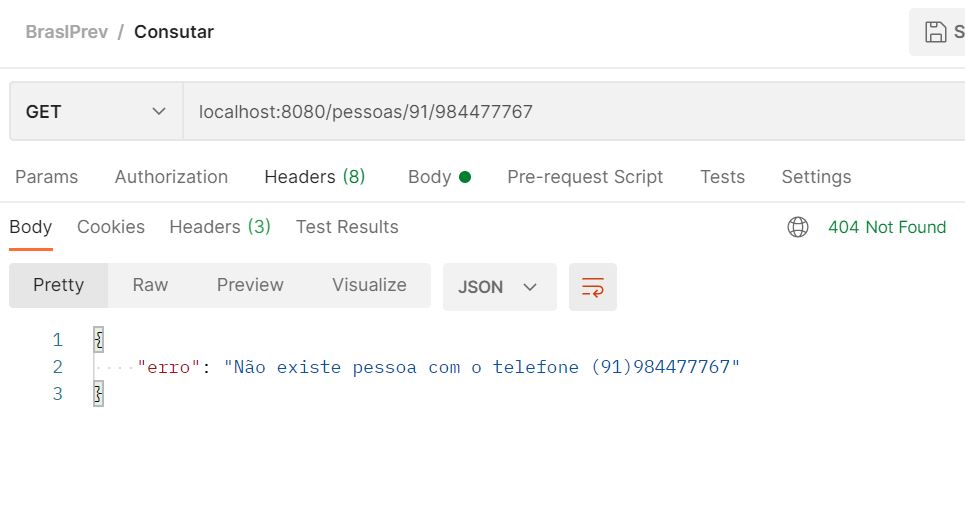 BraslPrev / Consutar
S
GET localhost:8080/pessoas/91/984477767
Params Authorization Headers (8) Body Pre-request Script Tests Settings
Body Cookies Headers (3) Test Results 404 Not Found
Pretty Raw Preview Visualize JSON
1 {
2 "erro": "Não existe pessoa com o telefone (91)984477767"
3 }